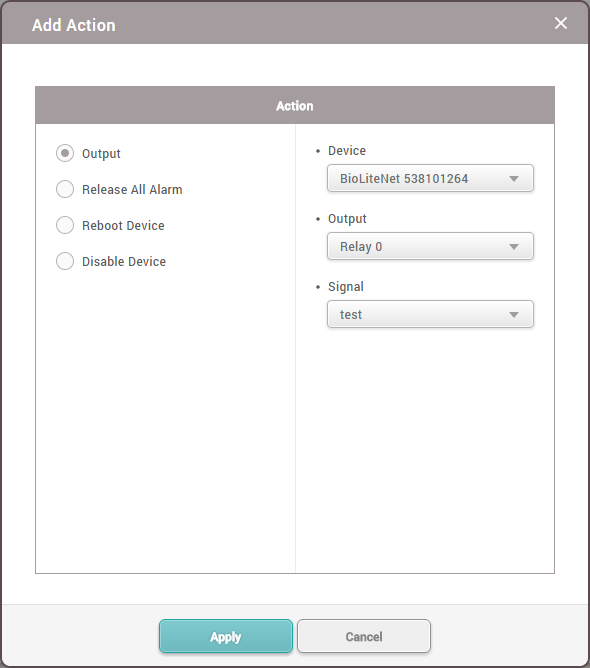 Add Action
Action
Output
Release All Alarm
Reboot Device
Disable Device
• Device
BioLiteNet 538101264
• Output
Relay 0
• Signal
test
Apply
Cancel